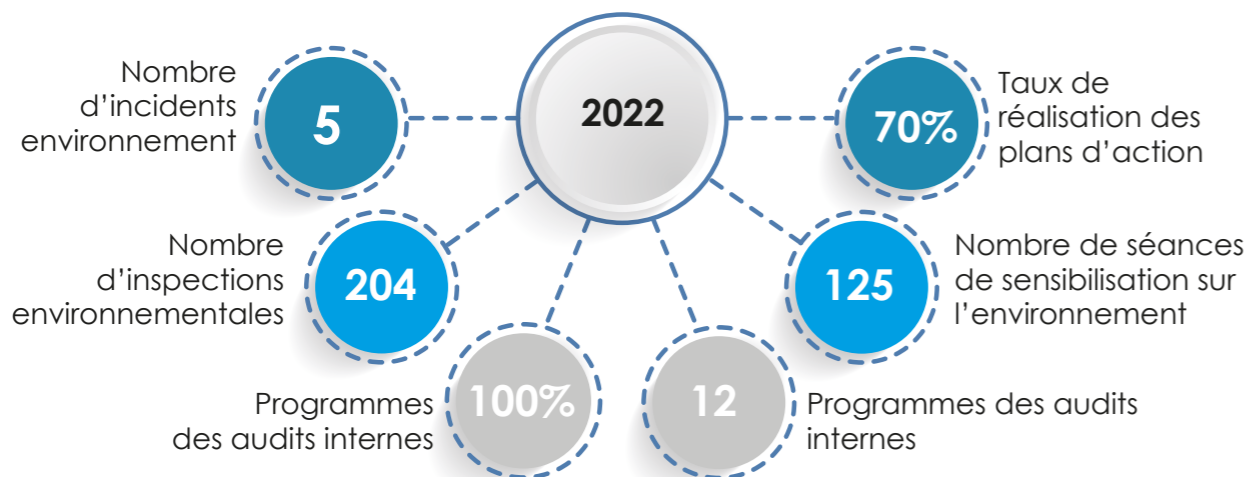 2022
Nombre
d’incidents
environnement
5
70%
Taux de
réalisation des
plans d’action
Nombre
d’inspections
environnementales
204
125
Nombre de séances
de sensibilisation sur
l’environnement
Programmes
des audits internes
100%
12
Programmes des audits
internes